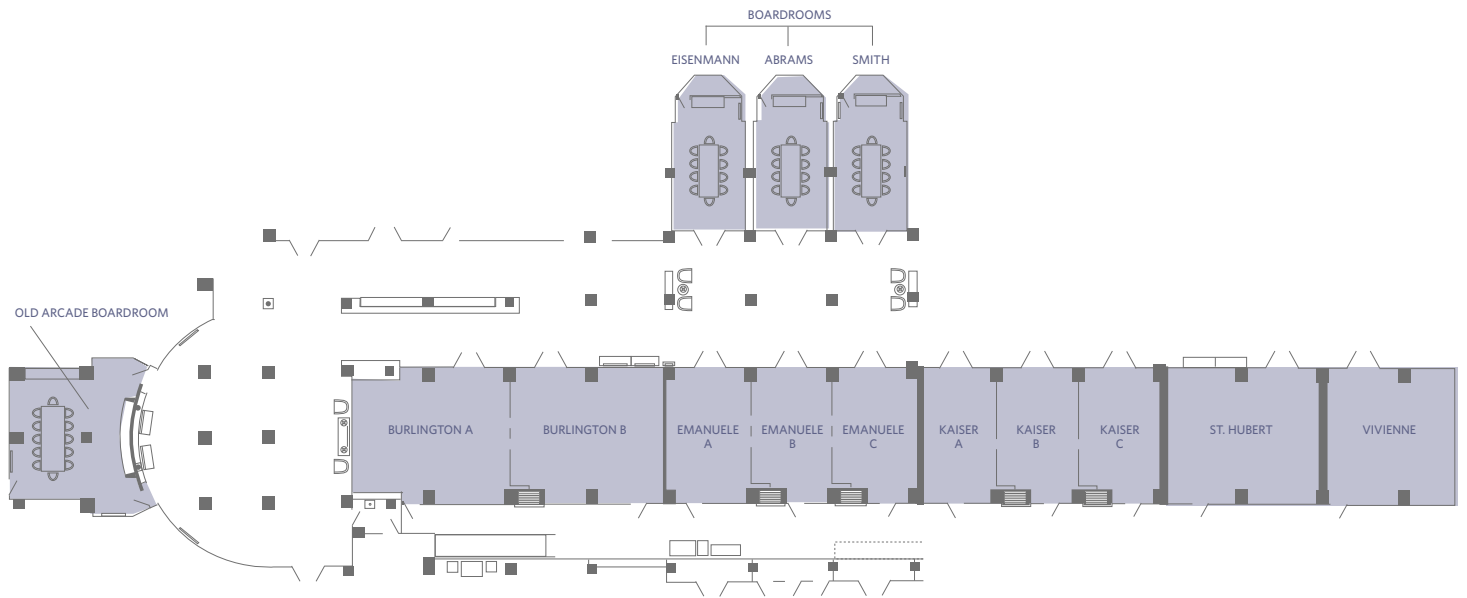 BOARDROOMS
EISENMANN ABRAMS SMITH
OLD ARCADE BOARDROOM
BURLINGTON A
BURLINGTON B
EMANUELE
A
EMANUELE
B
EMANUELE
C
KAISER
A
KAISER
B
KAISER
C
ST. HUBERT
VIVIENNE